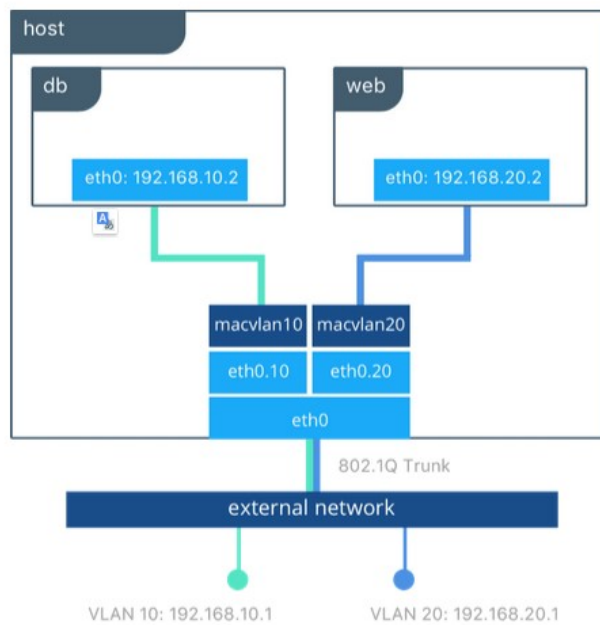 host
db
web
eth0: 192.168.10.2
eth0: 192.168.20.2
macvlan10
macvlan20
eth0.10
eth0.20
eth0
802.1Q Trunk
external network
VLAN 10: 192.168.10.1
VLAN 20: 192.168.20.1